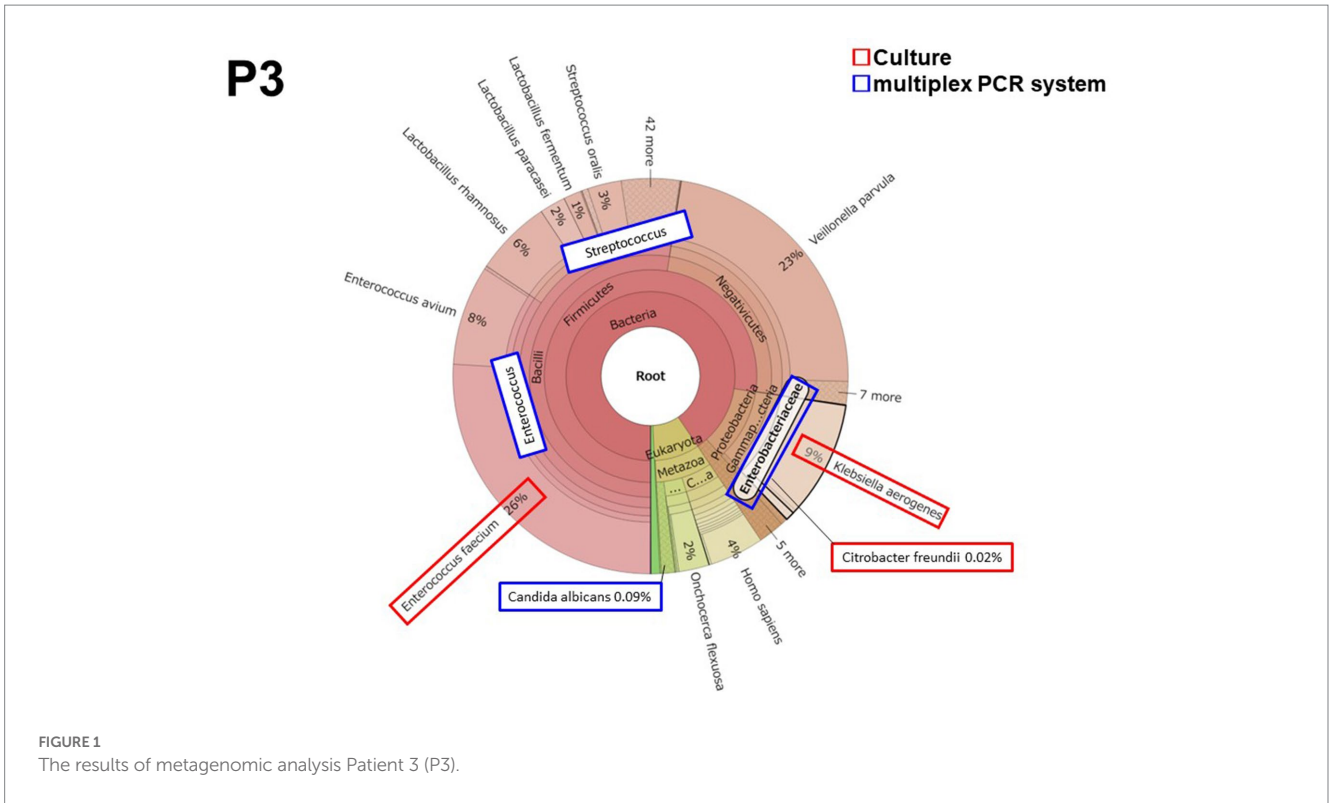 P3
Culture
multiplex PCR system
Streptococcus oralis
3%
42 more
Lactobacillus fermentum
1%
Lactobacillus paracasei
2%
Lactobacillus rhamnosus
6%
Enterococcus avium
8%
Veillonella parvula
23%
Streptococcus
Firmicutes
Bacteria
Negativicutes
Bacilli
Root
Enterococcus
7 more
Proteobacteria
Gammap...cteria
Enterobacteriaceae
Eukaryota
Metazoa
... C...a
9% Klebsiella aerogenes
Enterococcus faecium 26%
Citrobacter freundii 0.02%
5 more
4%
Homo sapiens
2%
Onchocerca flexuosa
Candida albicans 0.09%
FIGURE 1
The results of metagenomic analysis Patient 3 (P3).